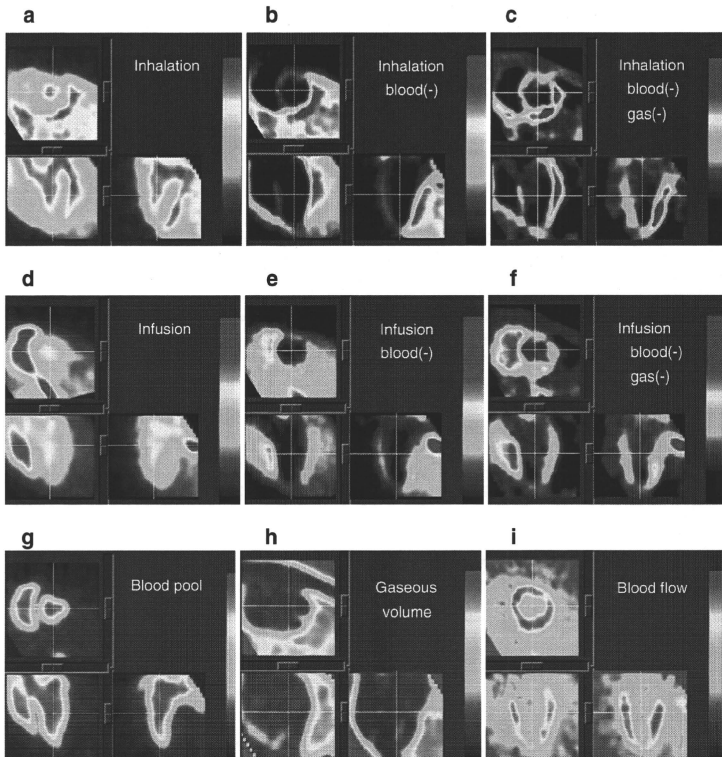 a
Inhalation
b
Inhalation
blood(-)
c
Inhalation
blood(-)
gas(-)
d
Infusion
e
Infusion
blood(-)
f
Infusion
blood(-)
gas(-)
g
Blood pool
h
Gaseous
volume
i
Blood flow